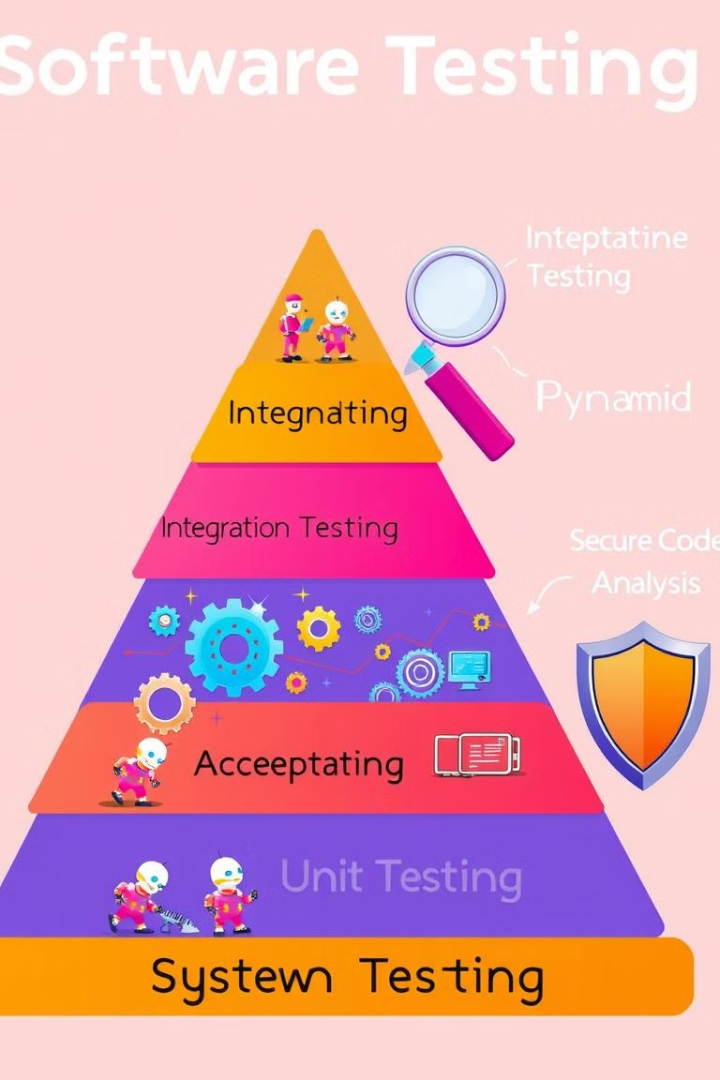 Software Testing
Inteptatine
Testing
Pynamid
Integnating
Integration Testing
Secure Code
Analysis
Acceeptating
Unit Testing
Systewn Testing